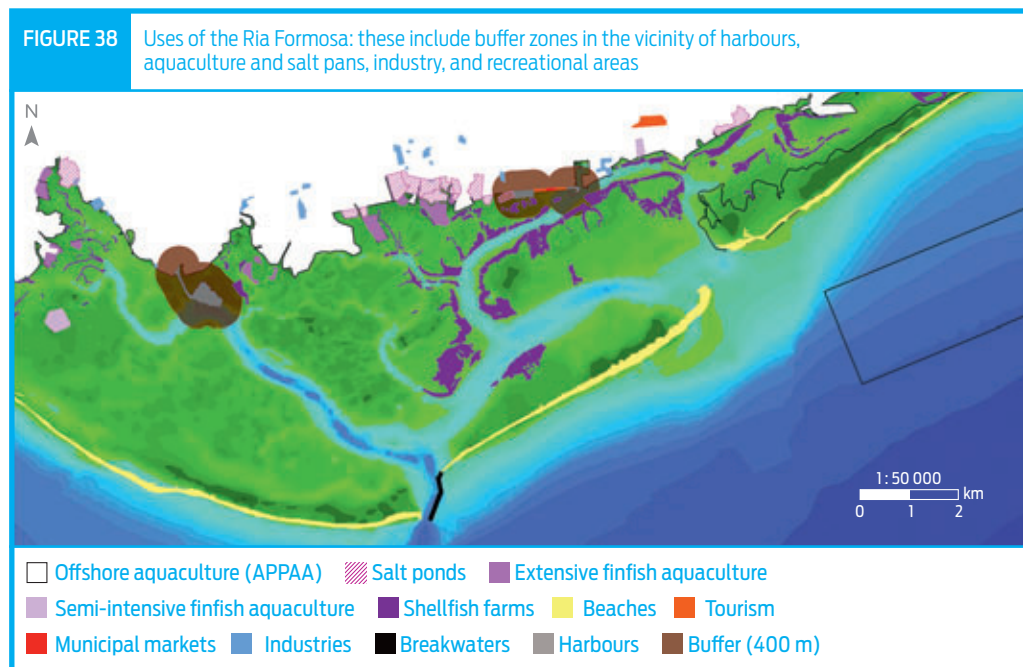 FIGURE 38
Uses of the Ria Formosa: these include buffer zones in the vicinity of harbours,
aquaculture and salt pans, industry, and recreational areas
N
1:50 000
km
0 1 2
Offshore aquaculture (APPAA) Salt ponds Extensive finfish aquaculture
Semi-intensive finfish aquaculture Shellfish farms Beaches Tourism
Municipal markets Industries Breakwaters Harbours Buffer (400 m)